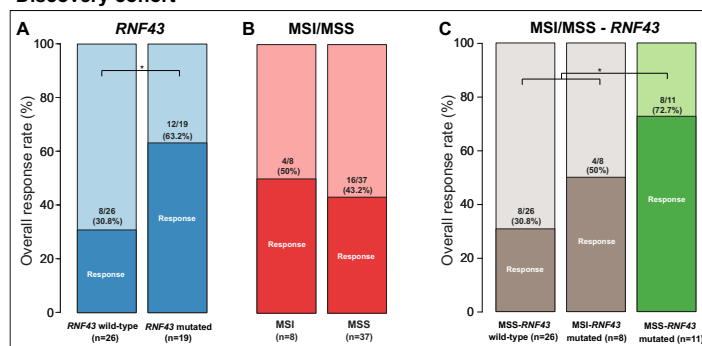 Discovery cohort
A
RNF43
Overall response rate (%)
100
80
60
40
20
0
*
8/26
(30.8%)
12/19
(63.2%)
Response
Response
RNF43 wild-type
(n=26)
RNF43 mutated
(n=19)
B
MSI/MSS
4/8
(50%)
16/37
(43.2%)
Response
Response
MSI
(n=8)
MSS
(n=37)
C
MSI/MSS - RNF43
Overall response rate (%)
100
80
60
40
20
0
*
8/26
(30.8%)
4/8
(50%)
8/11
(72.7%)
Response
Response
Response
MSS-RNF43
wild-type (n=26)
MSI-RNF43
mutated (n=8)
MSS-RNF43
mutated (n=11)